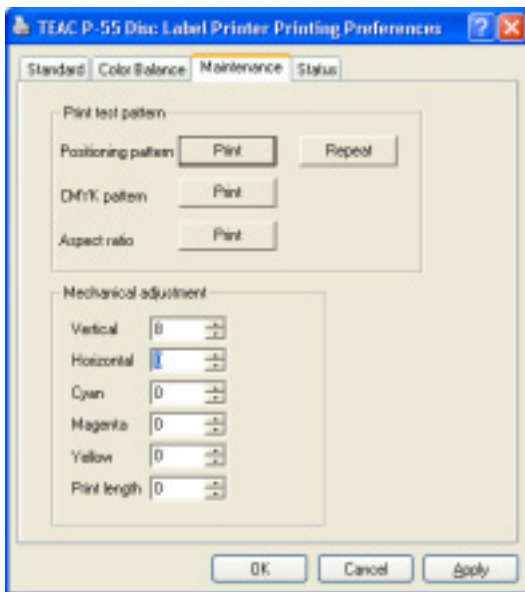 TEAC P-55 Disc Label Printer Printing Preferences
Standard Color Balance Maintenance Status
Print test pattern
Positioning pattern Print Repeat
CMYK pattern Print
Aspect ratio Print
Mechanical adjustment
Vertical 8
Horizontal 0
Cyan 0
Magenta 0
Yellow 0
Print length 0
OK Cancel Apply